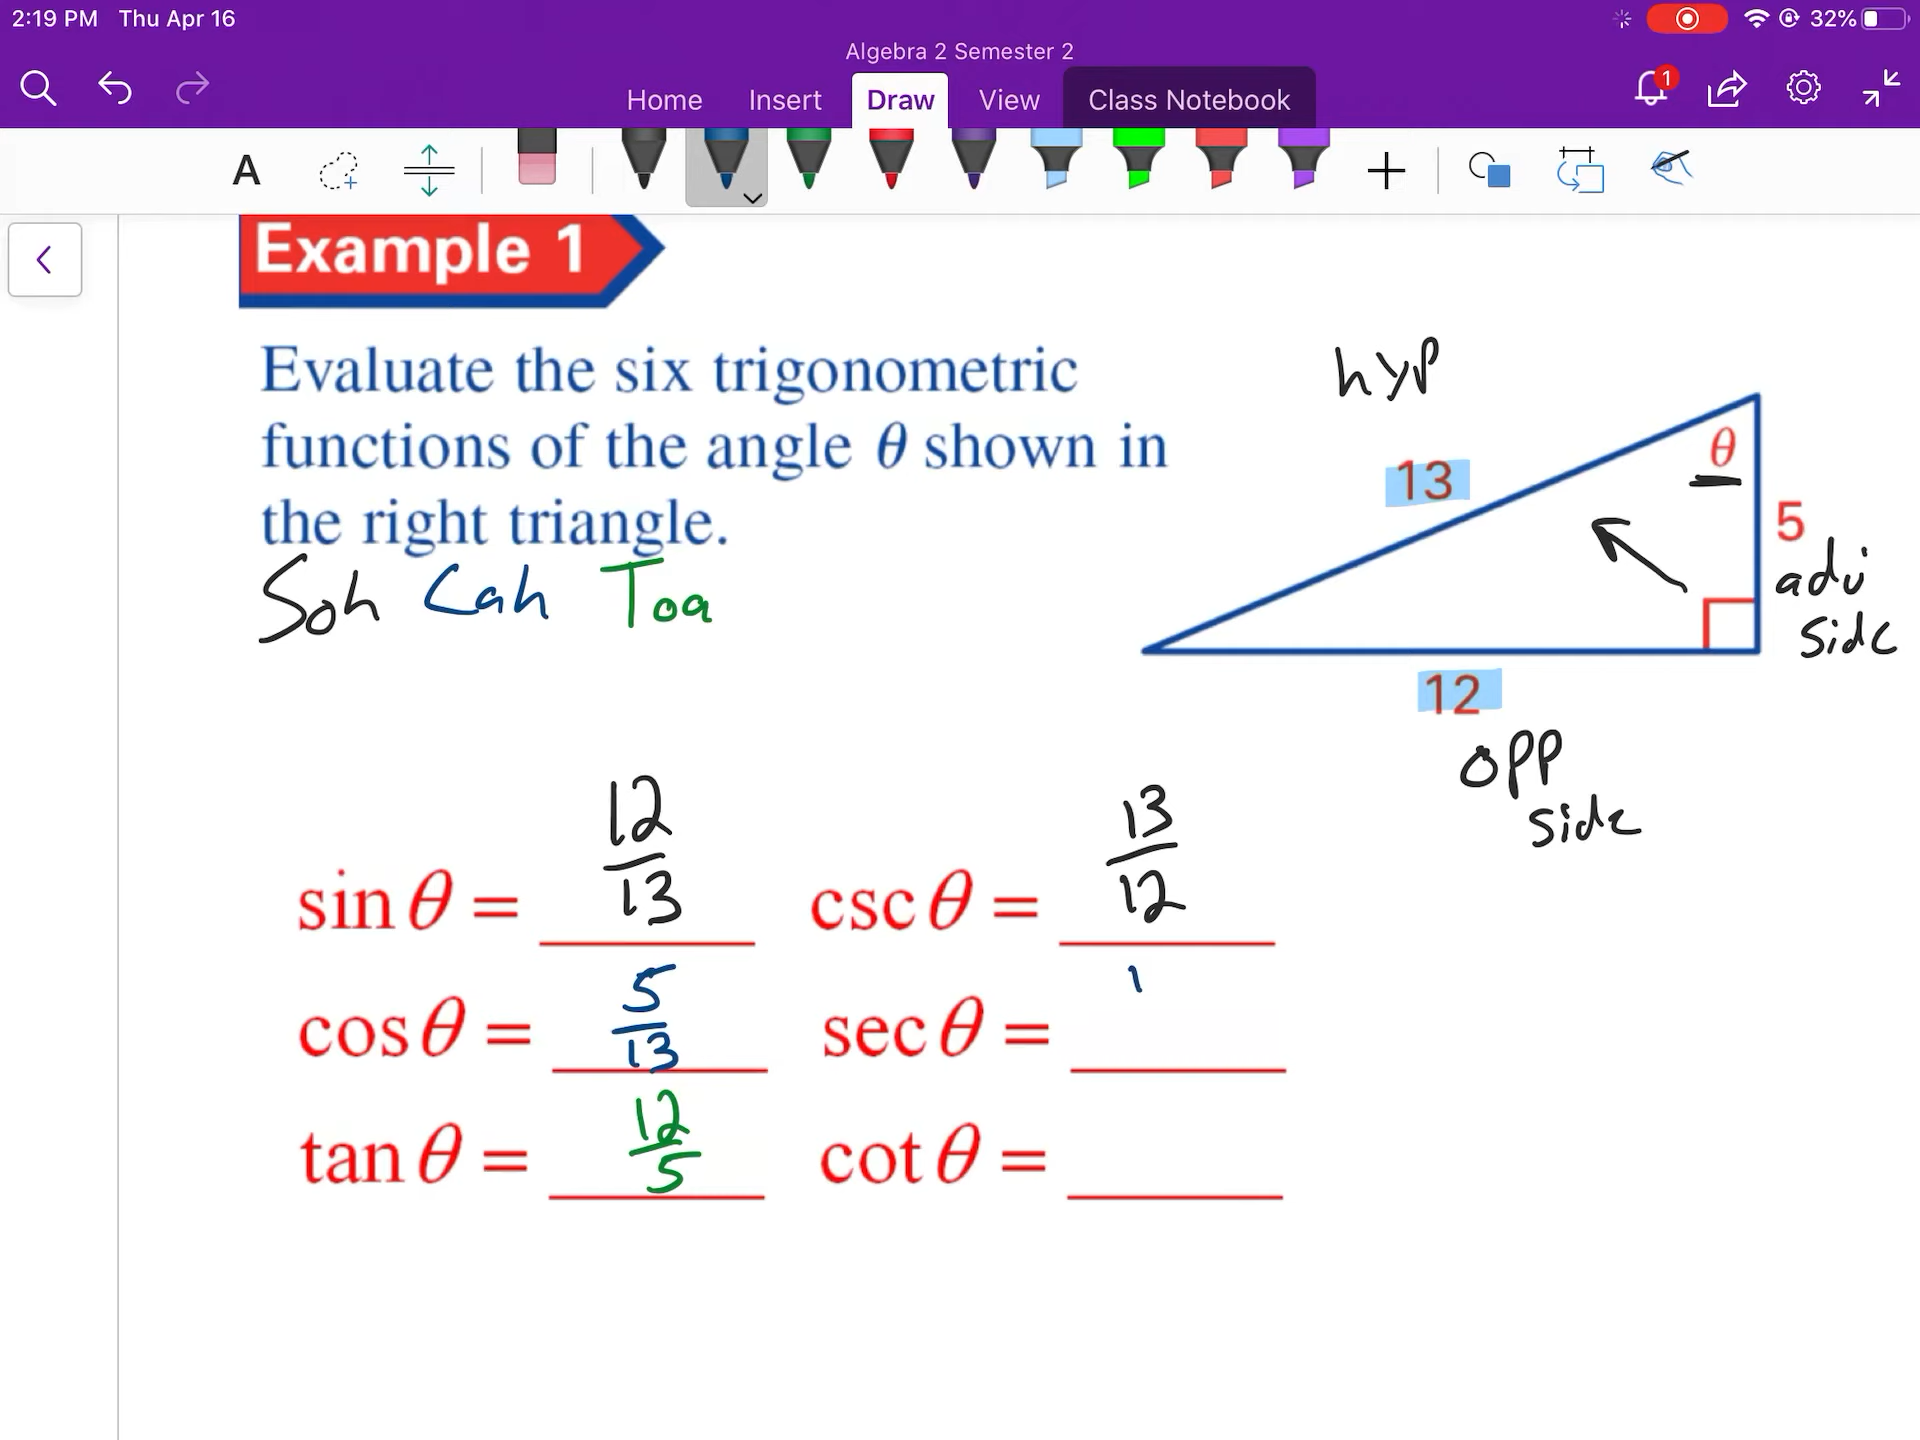 2:19 PM Thu Apr 16
32%
Algebra 2 Semester 2
Home Insert Draw View Class Notebook
1
A
Example 1
Evaluate the six trigonometric
functions of the angle θ shown in
the right triangle.
Soh Cah Toa
hyp
13
θ
5
adj
side
12
opp
side
sin θ = 12/13 csc θ = 13/12
cos θ = 5/13 sec θ = 1
tan θ = 12/5 cot θ =